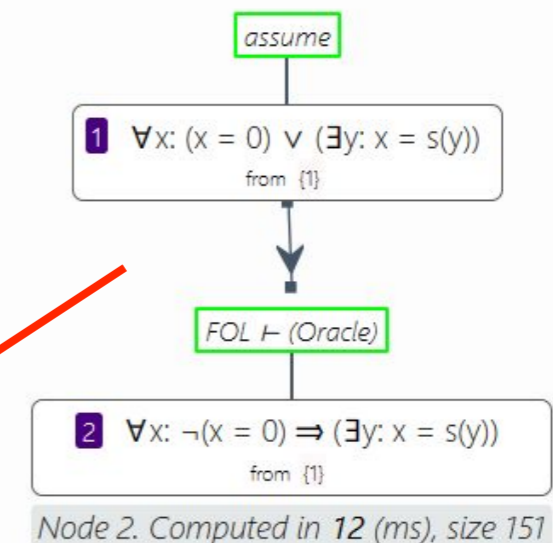 assume
1 ∀x: (x = 0) ∨ (∃y: x = s(y))
from {1}
FOL ⊢ (Oracle)
2 ∀x: ¬(x = 0) ⇒ (∃y: x = s(y))
from {1}
Node 2. Computed in 12 (ms), size 151